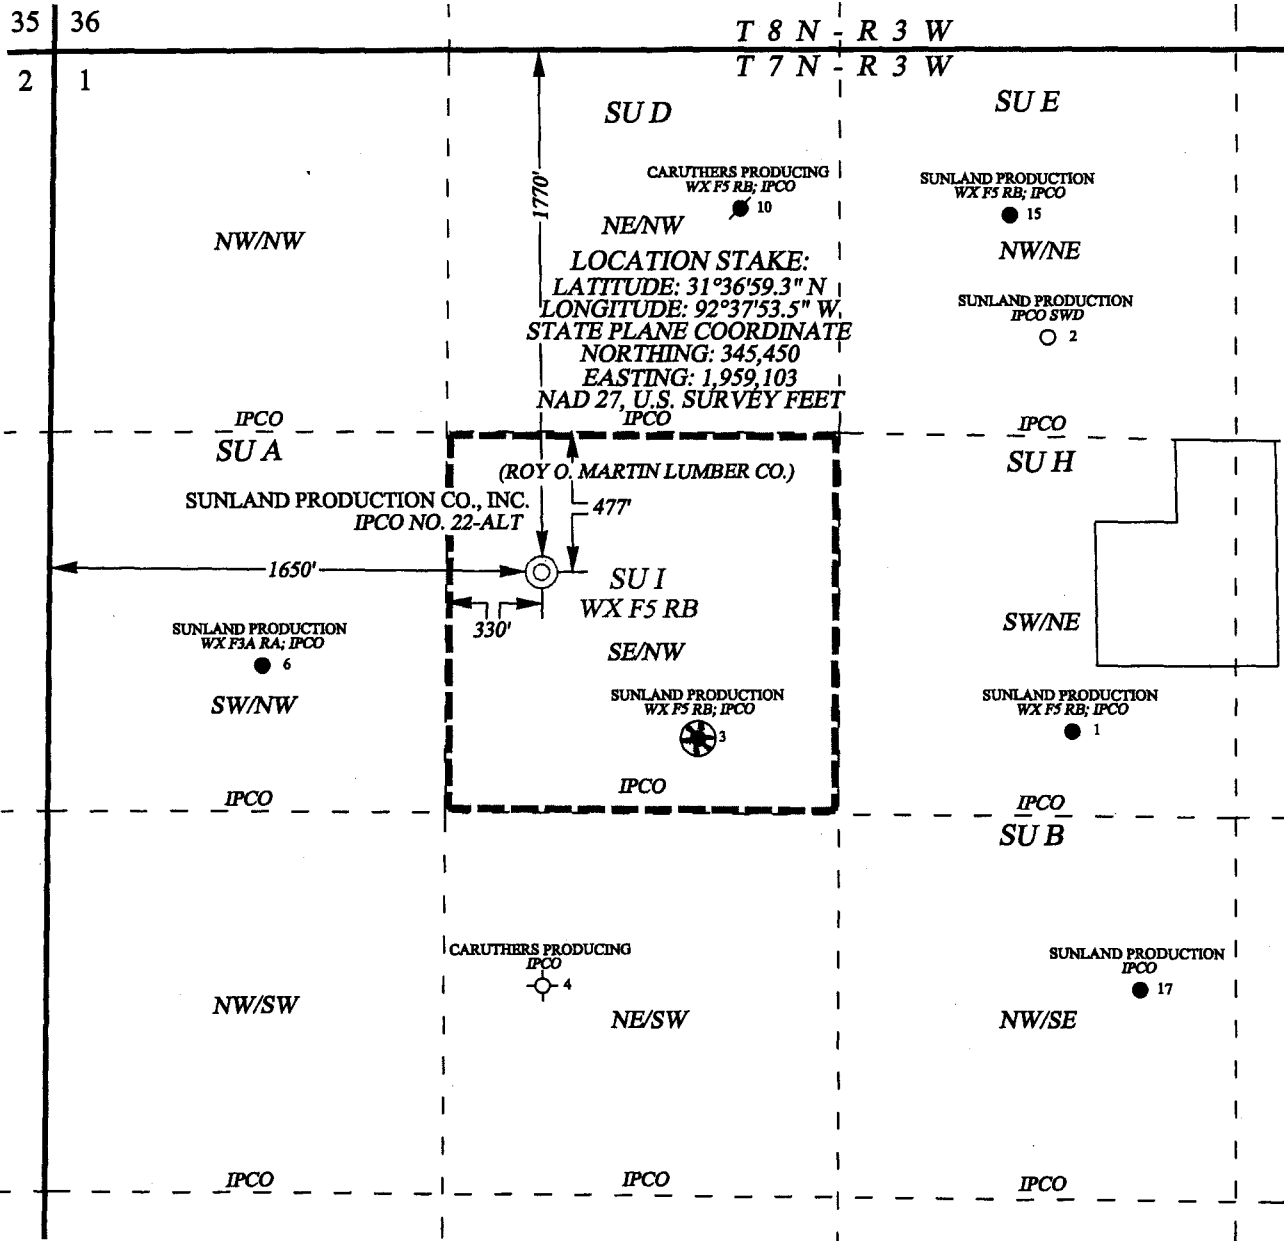 35 36
T 8 N - R 3 W
2 1
T 7 N - R 3 W
SU D
SU E
CARUTHERS PRODUCING
WX F5 RB; IPCO
10
SUNLAND PRODUCTION
WX F5 RB; IPCO
15
1770'
NW/NW
NE/NW
NW/NE
LOCATION STAKE:
LATITUDE: 31°36'59.3" N
LONGITUDE: 92°37'53.5" W.
STATE PLANE COORDINATE
NORTHING: 345,450
EASTING: 1,959,103
NAD 27, U.S. SURVEY FEET
SUNLAND PRODUCTION
IPCO SWD
2
IPCO
IPCO
IPCO
SU A
(ROY O. MARTIN LUMBER CO.)
SU H
SUNLAND PRODUCTION CO., INC.
IPCO NO. 22-ALT
477'
1650'
SU I
WX F5 RB
330'
SUNLAND PRODUCTION
WX F3A RA; IPCO
6
SE/NW
SW/NE
SW/NW
SUNLAND PRODUCTION
WX F5 RB; IPCO
3
SUNLAND PRODUCTION
WX F5 RB; IPCO
1
IPCO
IPCO
IPCO
SU B
CARUTHERS PRODUCING
IPCO
4
SUNLAND PRODUCTION
IPCO
17
NW/SW
NE/SW
NW/SE
IPCO
IPCO
IPCO